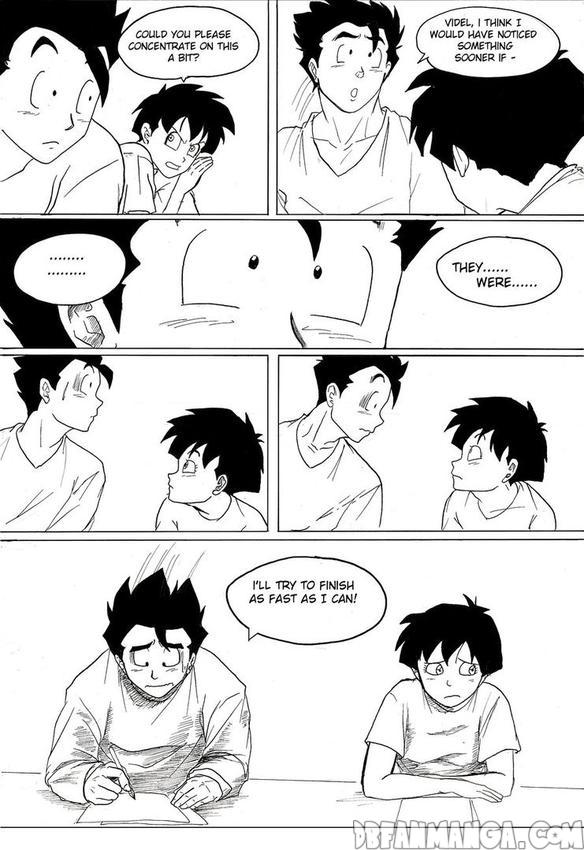 COULD YOU PLEASE
CONCENTRATE ON THIS
A BIT?
VIDEL, I THINK I
WOULD HAVE NOTICED
SOMETHING
SOONER IF -
........
.........
THEY......
WERE......
I'LL TRY TO FINISH
AS FAST AS I CAN!
DBFANMANGA.COM